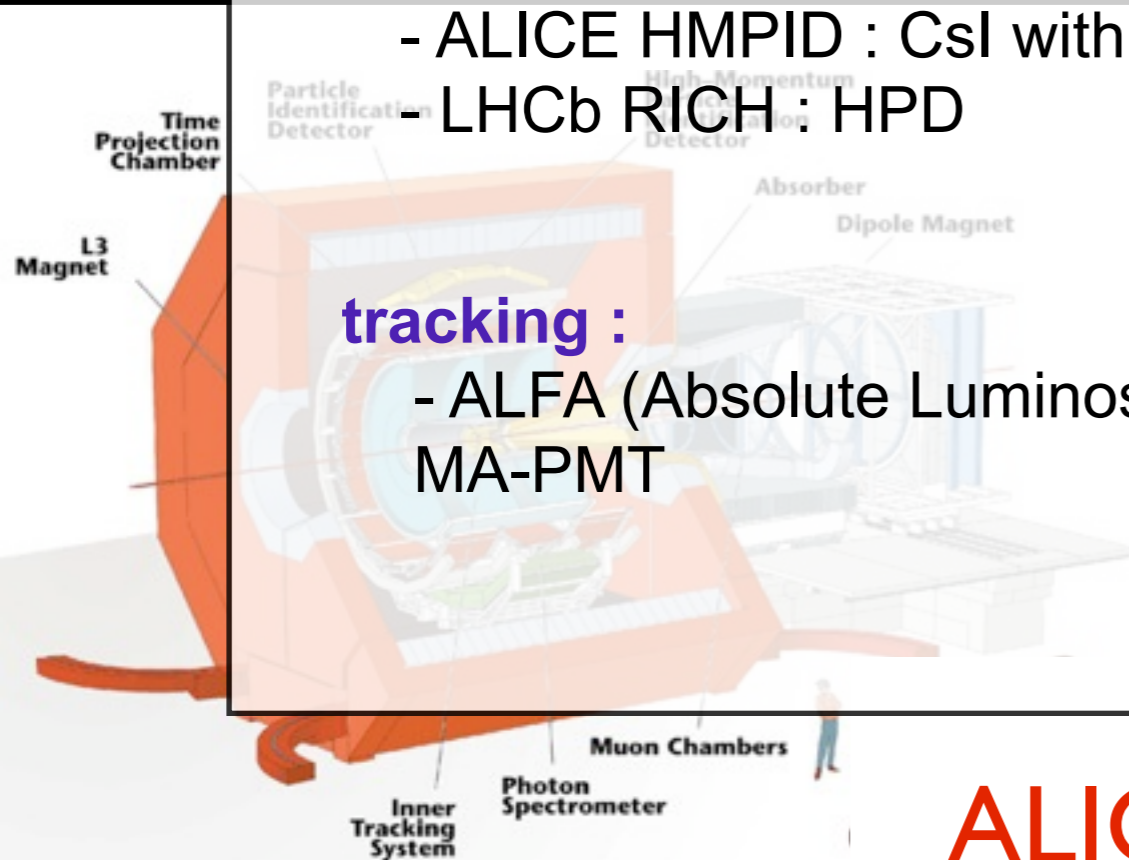 - ALICE HMPID : CsI with
- LHCb RICH : HPD
Particle
Identification
Detector
High-Momentum
Detector
Time
Projection
Chamber
Absorber
Dipole Magnet
L3
Magnet
tracking :
- ALFA (Absolute Luminos
MA-PMT
Muon Chambers
Photon
Spectrometer
Inner
Tracking
System
ALIC